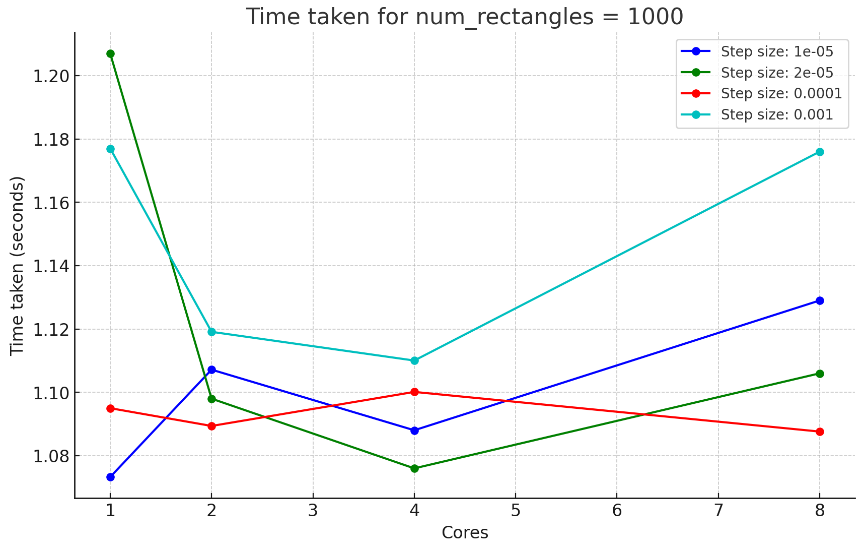 Time taken for num_rectangles = 1000
Step size: 1e-05
Step size: 2e-05
Step size: 0.0001
Step size: 0.001
Time taken (seconds)
1.20
1.18
1.16
1.14
1.12
1.10
1.08
1 2 3 4 5 6 7 8
Cores